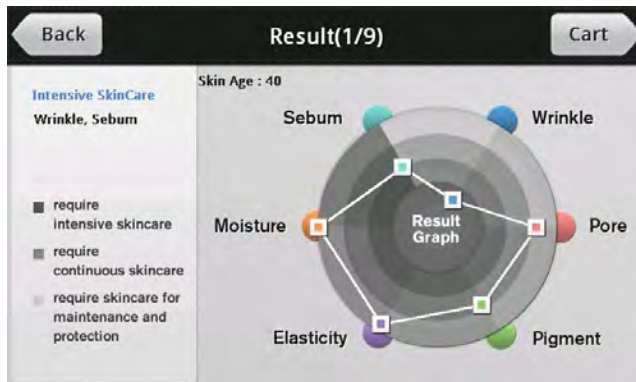 Back
Result(1/9)
Cart
Intensive SkinCare
Wrinkle, Sebum
require
intensive skincare
require
continuous skincare
require skincare for
maintenance and
protection
Skin Age : 40
Sebum
Wrinkle
Moisture
Result
Graph
Pore
Elasticity
Pigment